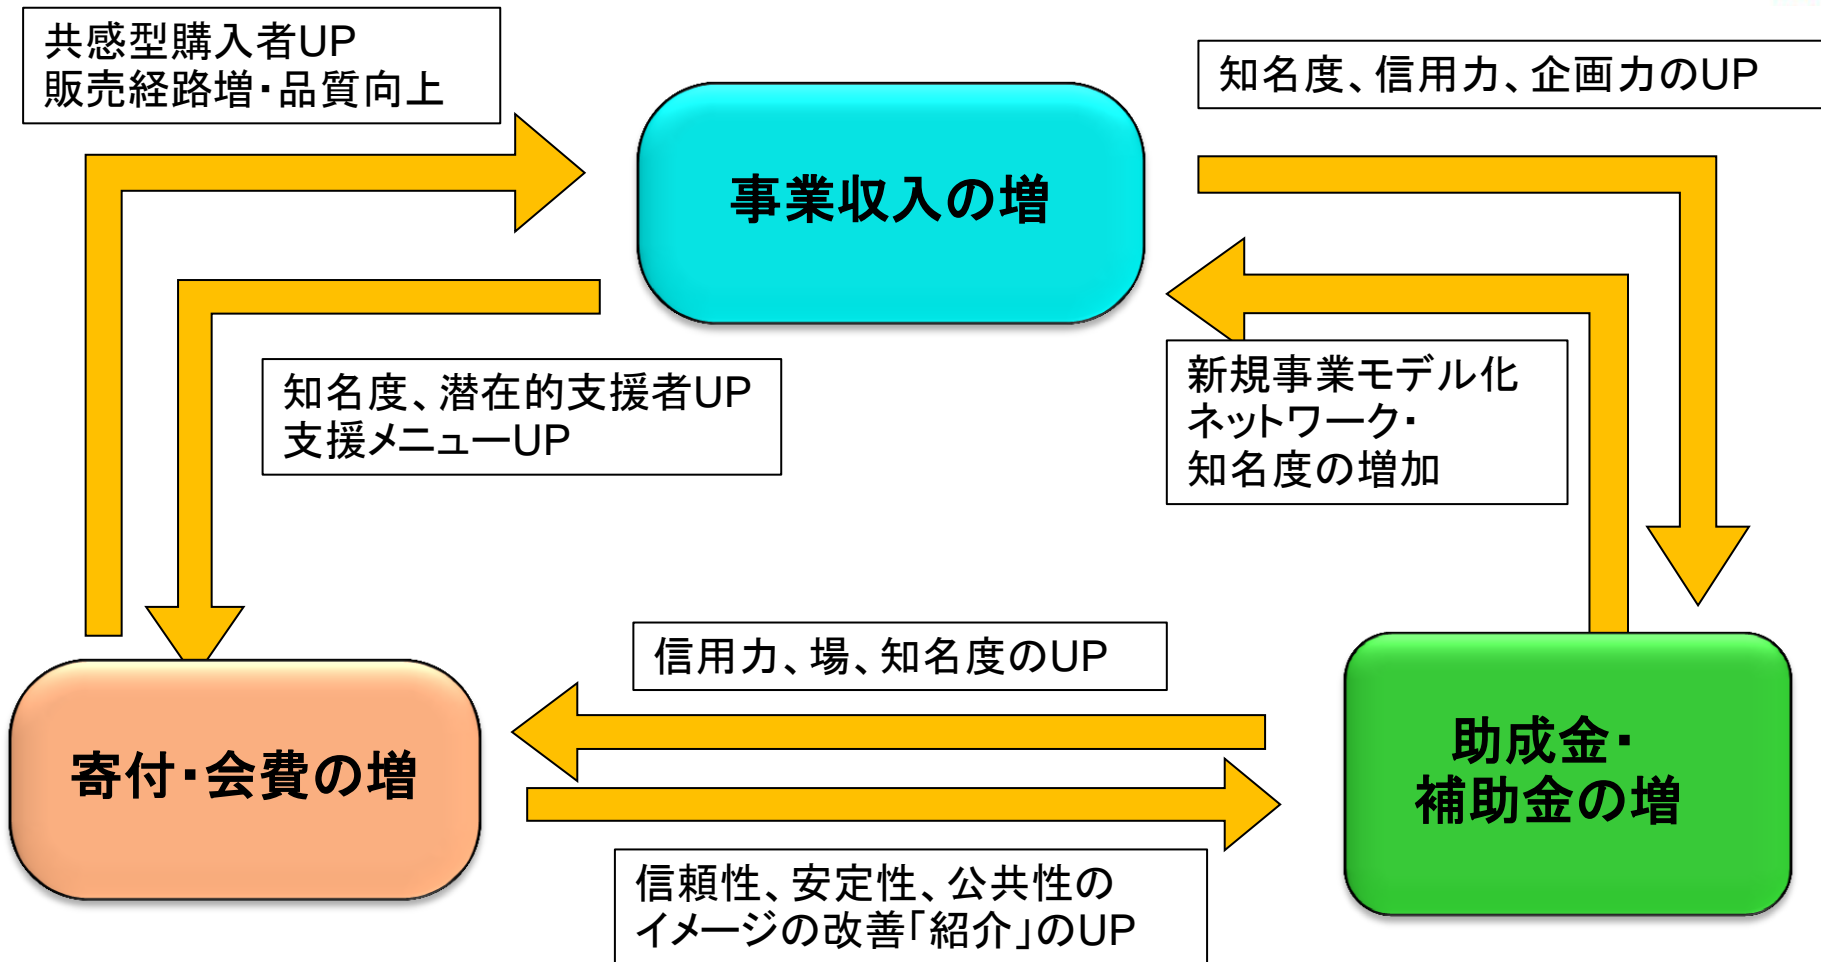 共感型購入者UP
販売経路増・品質向上
知名度、信用力、企画力のUP
事業収入の増
知名度、潜在的支援者UP
支援メニューUP
新規事業モデル化
ネットワーク・
知名度の増加
信用力、場、知名度のUP
寄付・会費の増
助成金・
補助金の増
信頼性、安定性、公共性の
イメージの改善「紹介」のUP